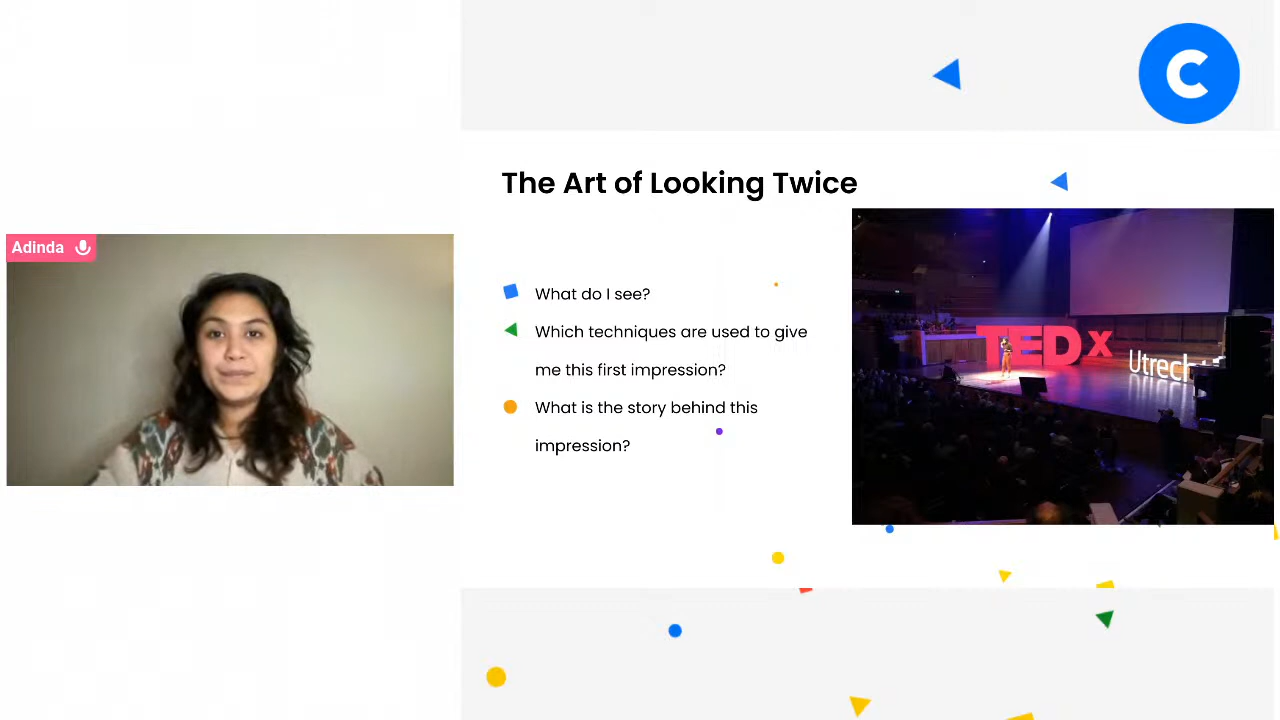 C
The Art of Looking Twice
Adinda
What do I see?
Which techniques are used to give
me this first impression?
What is the story behind this
impression?
TEDx